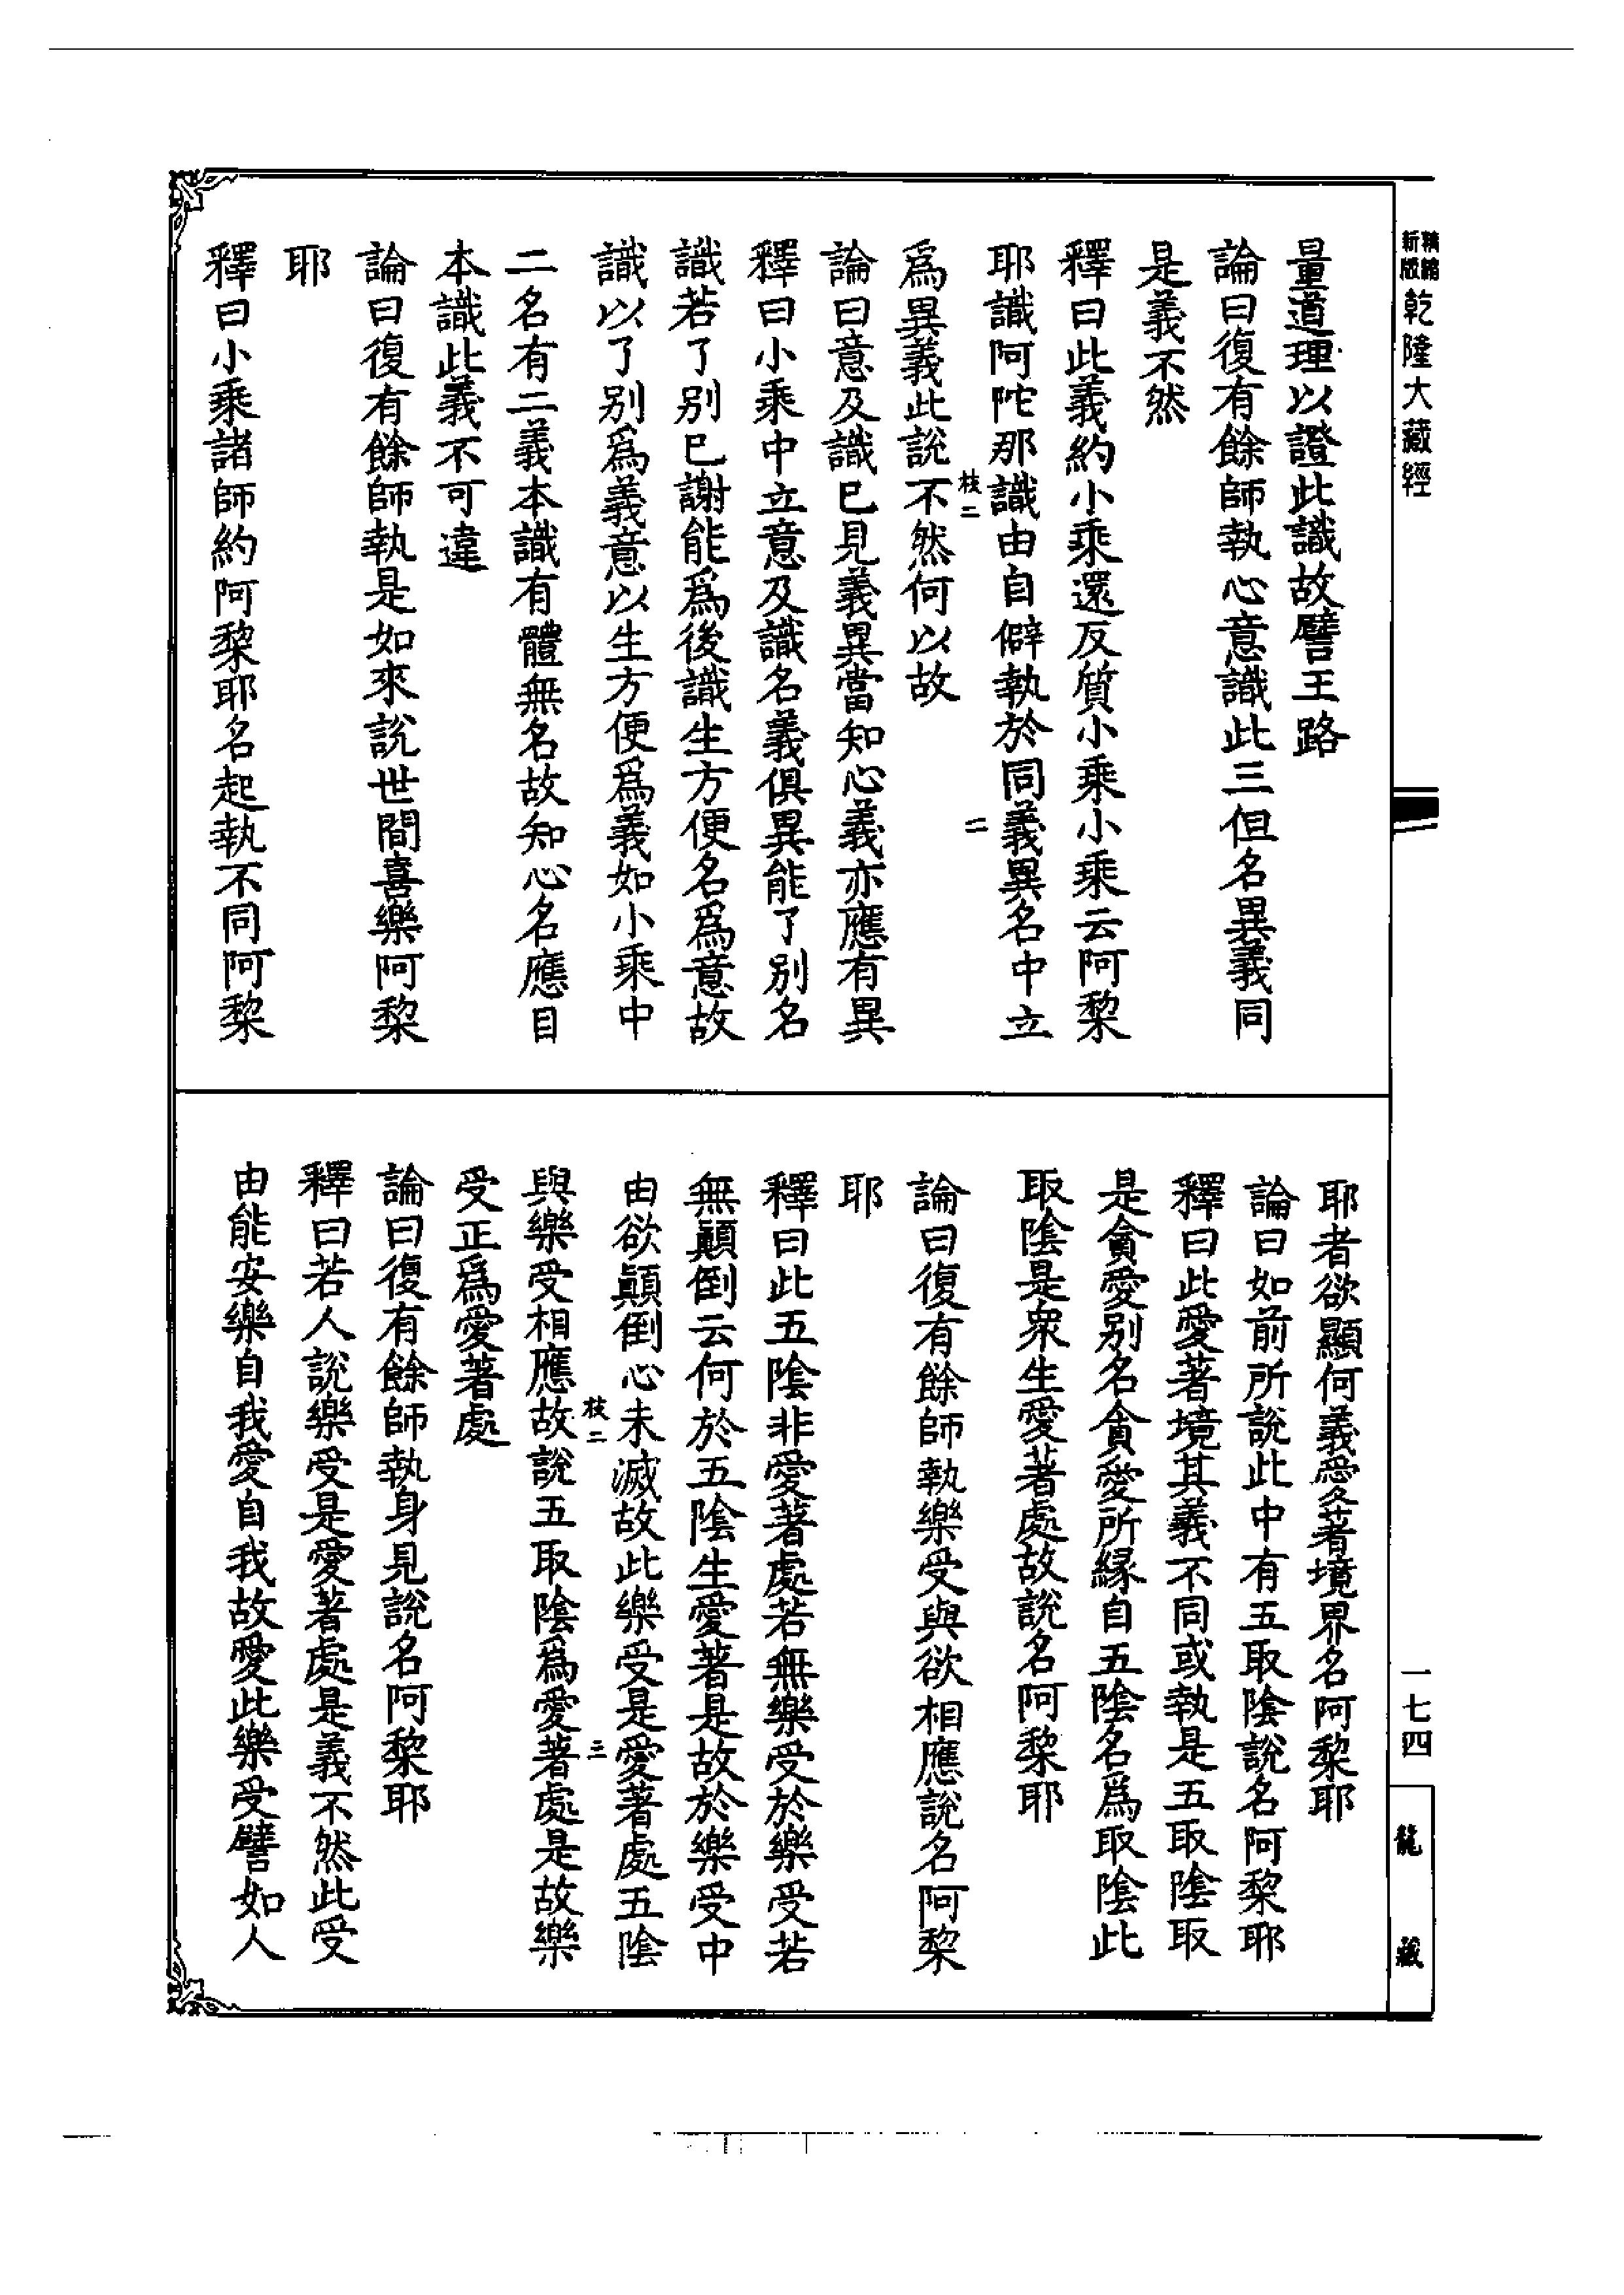 精縮新版乾隆大藏經
量道理以證此識故譬王路
論曰復有餘師執心意識此三但名異義同
是義不然
釋曰此義約小乘還反質小乘小乘云阿黎
耶識阿陀那識由自僻執於同義異名中立
枝二
二
爲異義此說不然何以故
論曰意及識已見義異當知心義亦應有異
釋曰小乘中立意及識名義俱異能了別名
識若了別已謝能爲後識生方便名爲意故
識以了別爲義意以生方便爲義如小乘中
二名有二義本識有體無名故知心名應目
本識此義不可違
論曰復有餘師執是如來說世間喜樂阿黎
耶
釋曰小乘諸師約阿黎耶名起執不同阿黎
耶者欲顯何義愛著境界名阿黎耶
論曰如前所說此中有五取陰說名阿黎耶
釋曰此愛著境其義不同或執是五取陰取
是貪愛別名貪愛所緣自五陰名爲取陰此
取陰是衆生愛著處故說名阿黎耶
論曰復有餘師執樂受與欲相應說名阿黎
耶
釋曰此五陰非愛著處若無樂受於樂受若
無顚倒云何於五陰生愛著是故於樂受中
由欲顚倒心未滅故此樂受是愛著處五陰
枝二
三
與樂受相應故說五取陰爲愛著處是故樂
受正爲愛著處
論曰復有餘師執身見說名阿黎耶
釋曰若人說樂受是愛著處是義不然此受
由能安樂自我愛自我故愛此樂受譬如人
一七四
龍藏